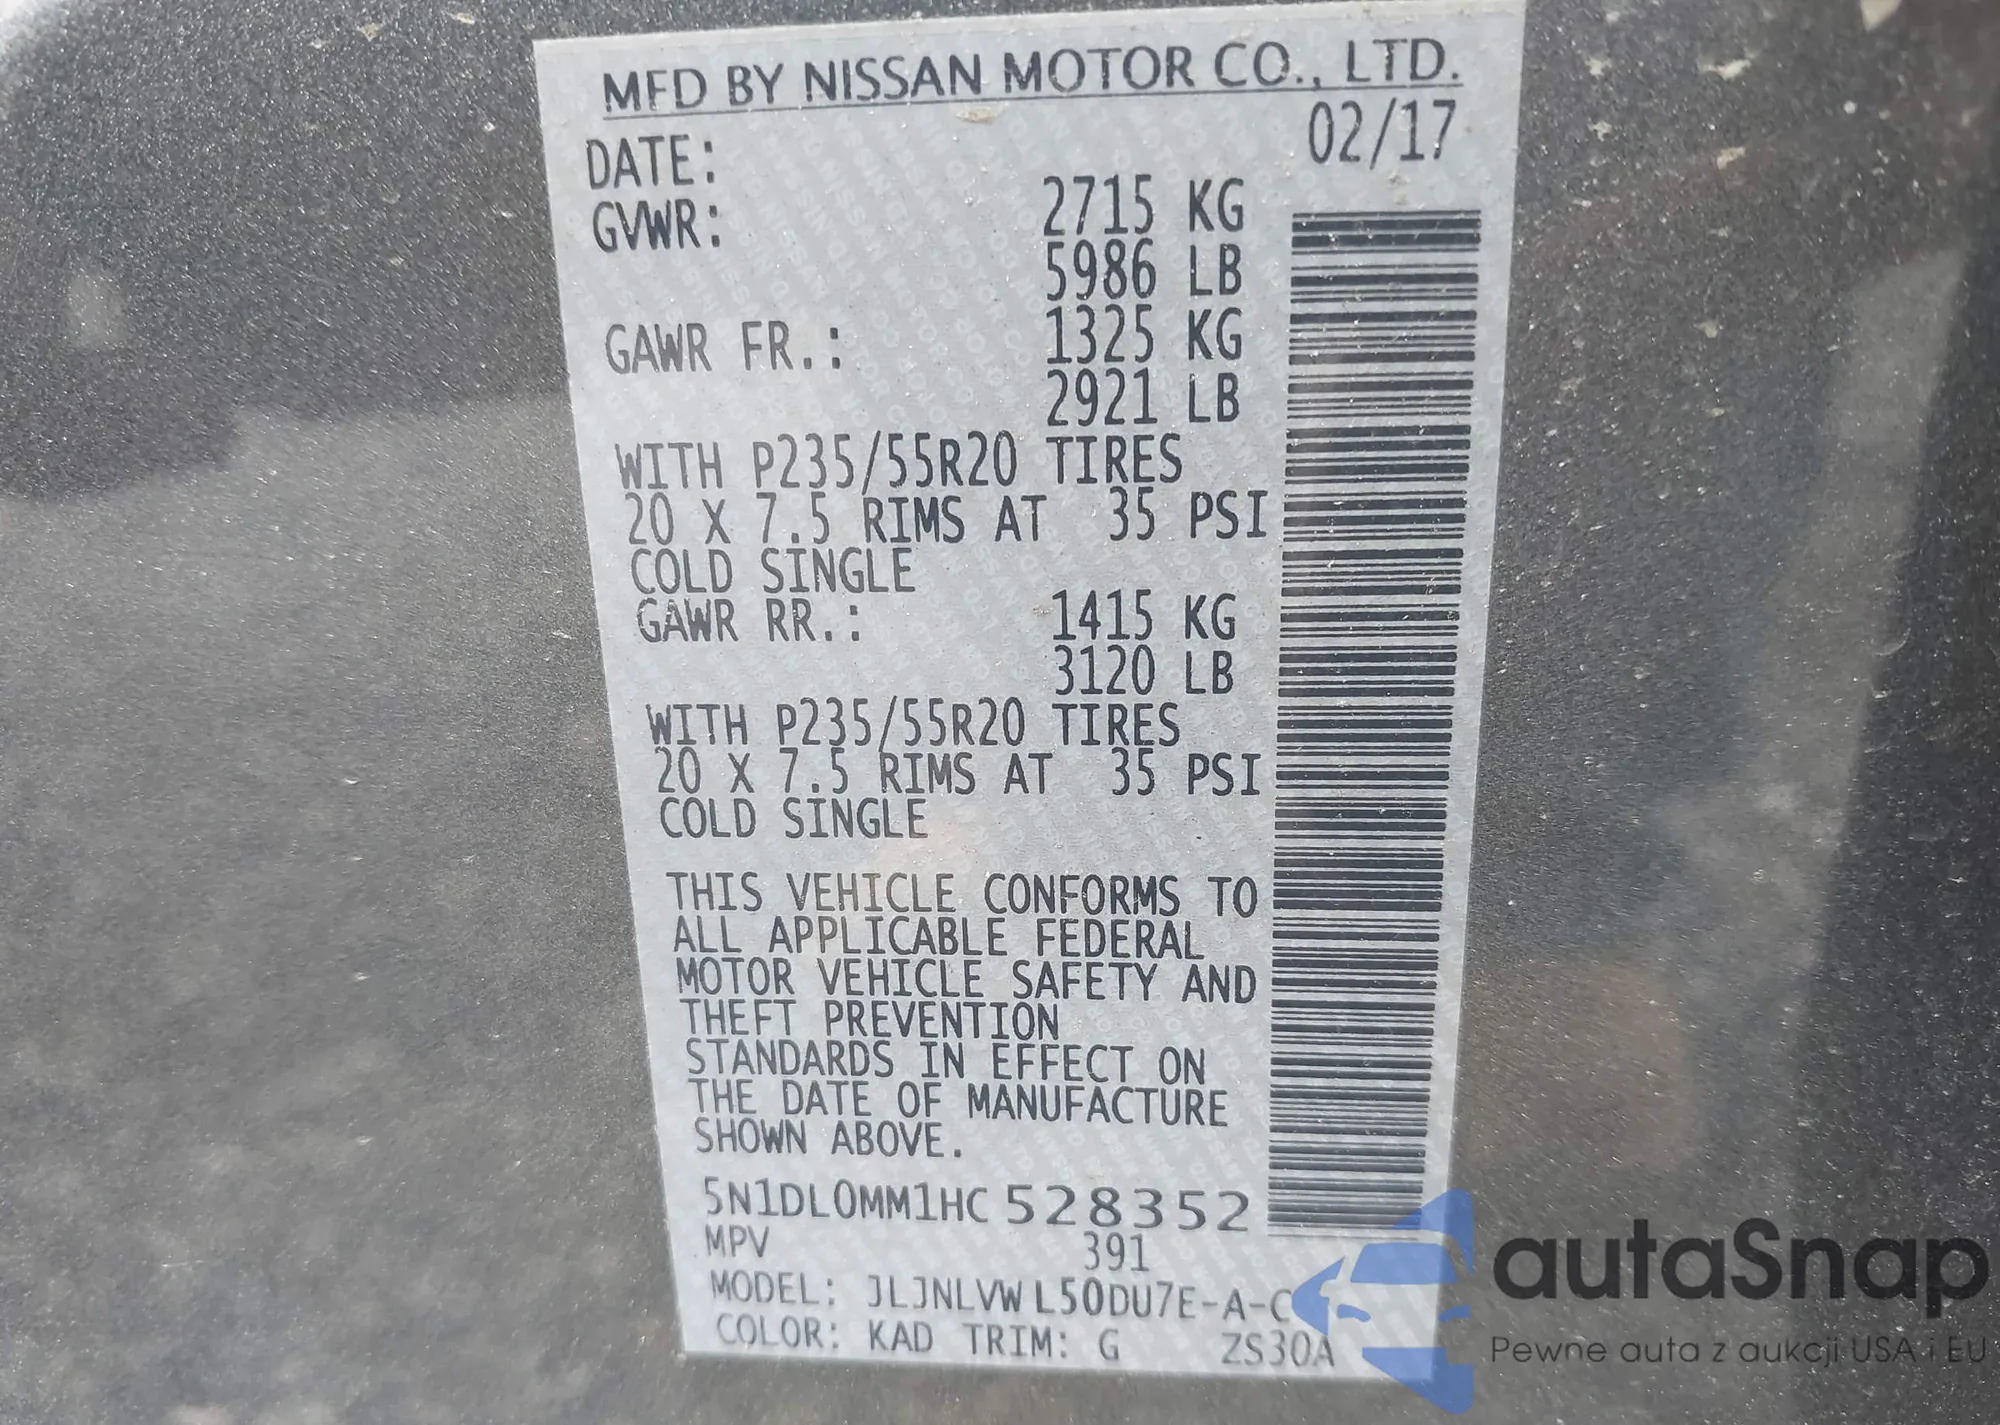 MFD BY NISSAN MOTOR CO., LTD.
DATE: 02/17
GVWR: 2715 KG
5986 LB
GAWR FR.: 1325 KG
2921 LB
WITH P235/55R20 TIRES
20 X 7.5 RIMS AT 35 PSI
COLD SINGLE
GAWR RR.: 1415 KG
3120 LB
WITH P235/55R20 TIRES
20 X 7.5 RIMS AT 35 PSI
COLD SINGLE
THIS VEHICLE CONFORMS TO
ALL APPLICABLE FEDERAL
MOTOR VEHICLE SAFETY AND
THEFT PREVENTION
STANDARDS IN EFFECT ON
THE DATE OF MANUFACTURE
SHOWN ABOVE.
5N1DL0MM1HC528352
MPV 391
MODEL: JLJNLVW L50DU7E-A-C
COLOR: KAD TRIM: G ZS30A
autaSnap
Pewne auta z aukcji USA i EU